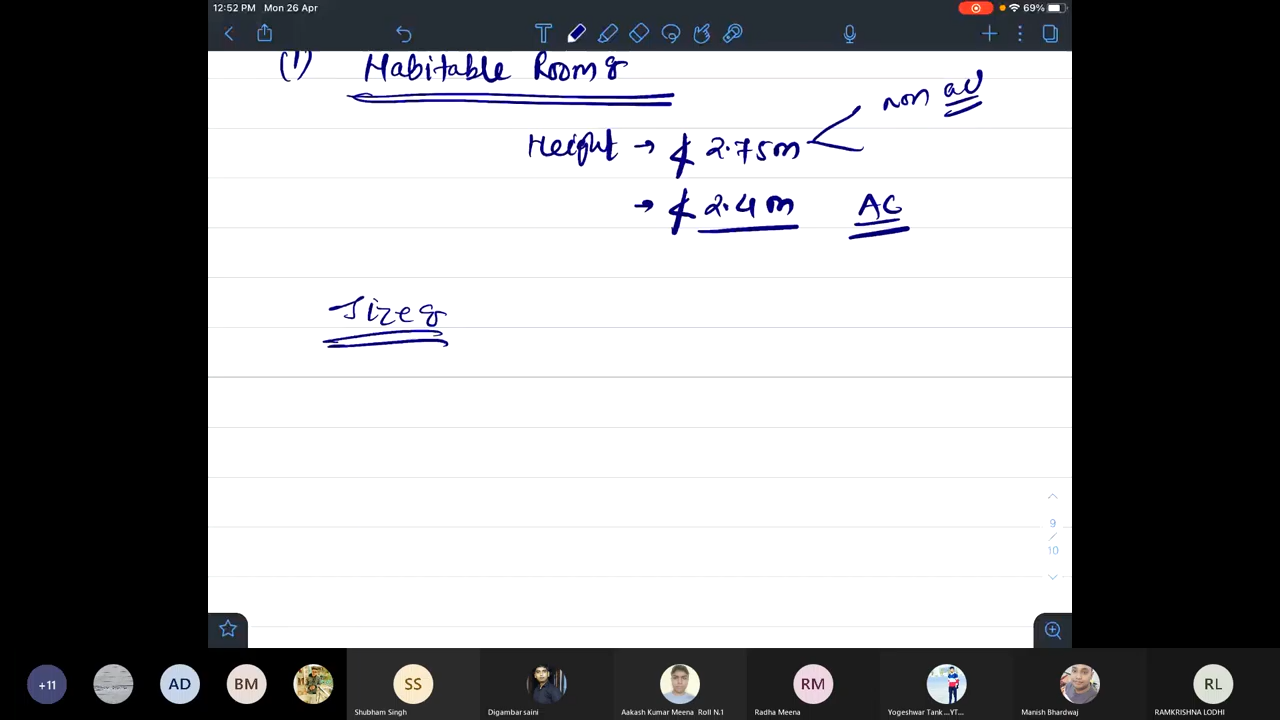 12:52 PM Mon 26 Apr
69%
(1) Habitable Rooms
non ac
Height → ≮ 2.75m
→ ≮ 2.4m AC
Sizes
9
/
10
+11
AD
BM
SS
RM
RL
Shubham Singh
Digambar saini
Aakash Kumar Meena Roll N.1
Radha Meena
Yogeshwar Tank ...YT...
Manish Bhardwaj
RAMKRISHNA LODHI